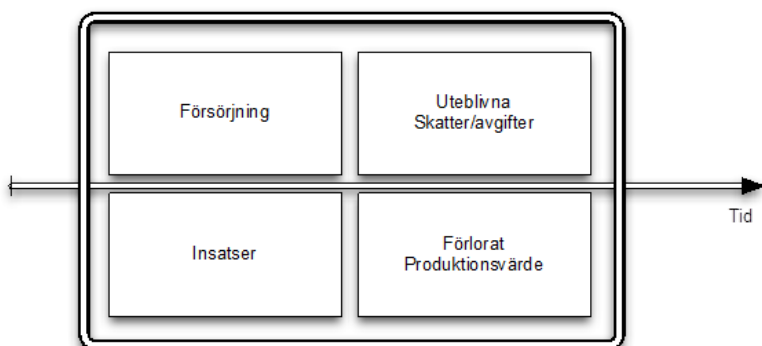 Försörjning
Uteblivna
Skatter/avgifter
Tid
Insatser
Förlorat
Produktionsvärde